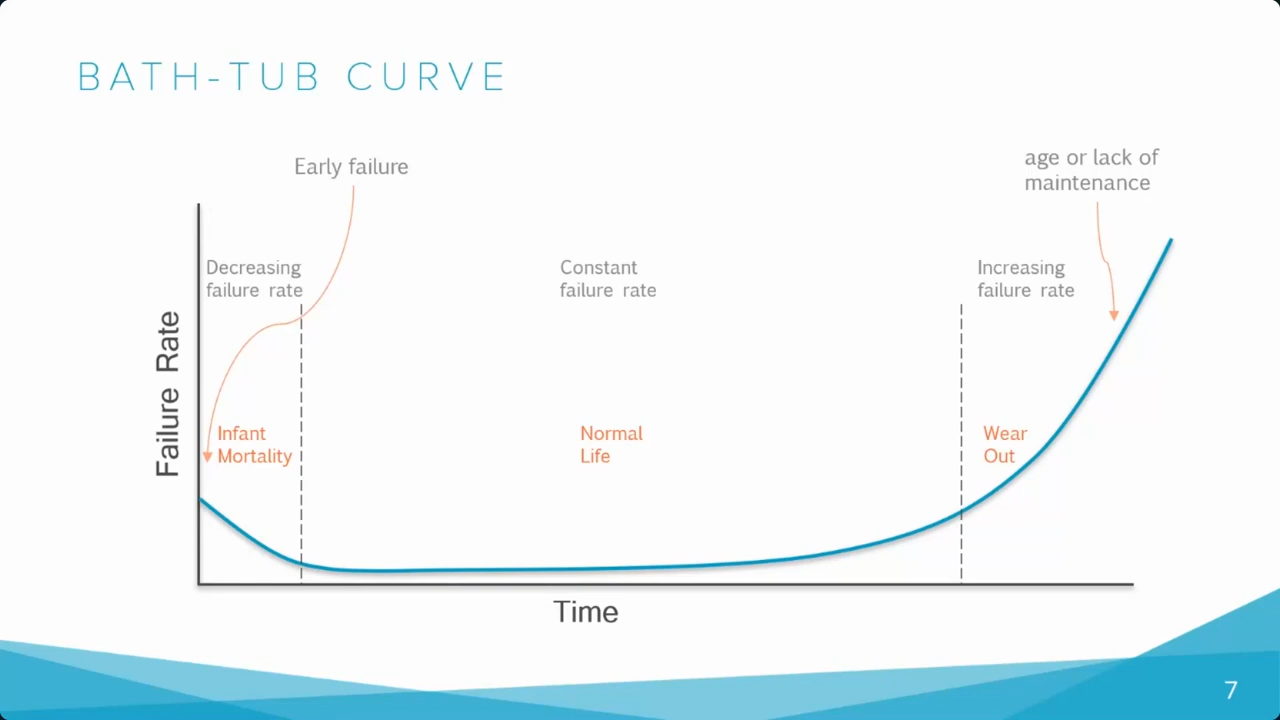 BATH-TUB CURVE
Early failure
age or lack of
maintenance
Decreasing
failure rate
Constant
failure rate
Increasing
failure rate
Failure Rate
Infant
Mortality
Normal
Life
Wear
Out
Time
7